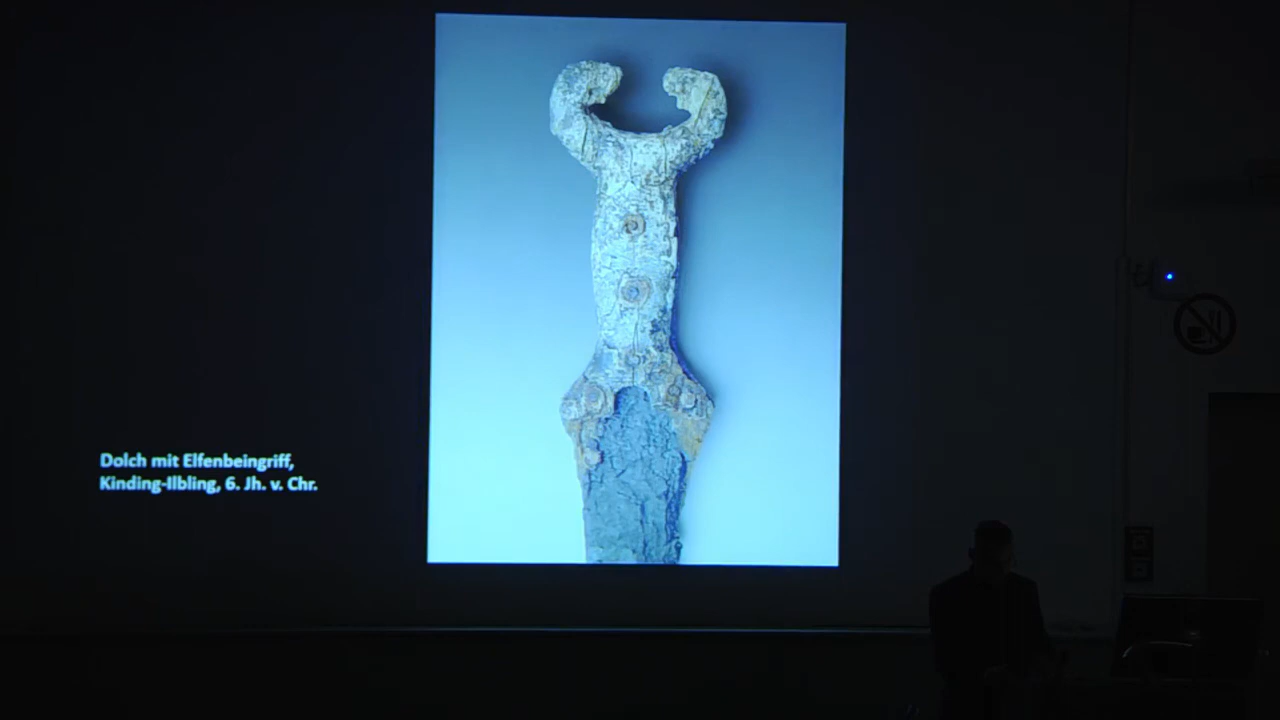 Dolch mit Elfenbeingriff,
Kinding-Ilbling, 6. Jh. v. Chr.